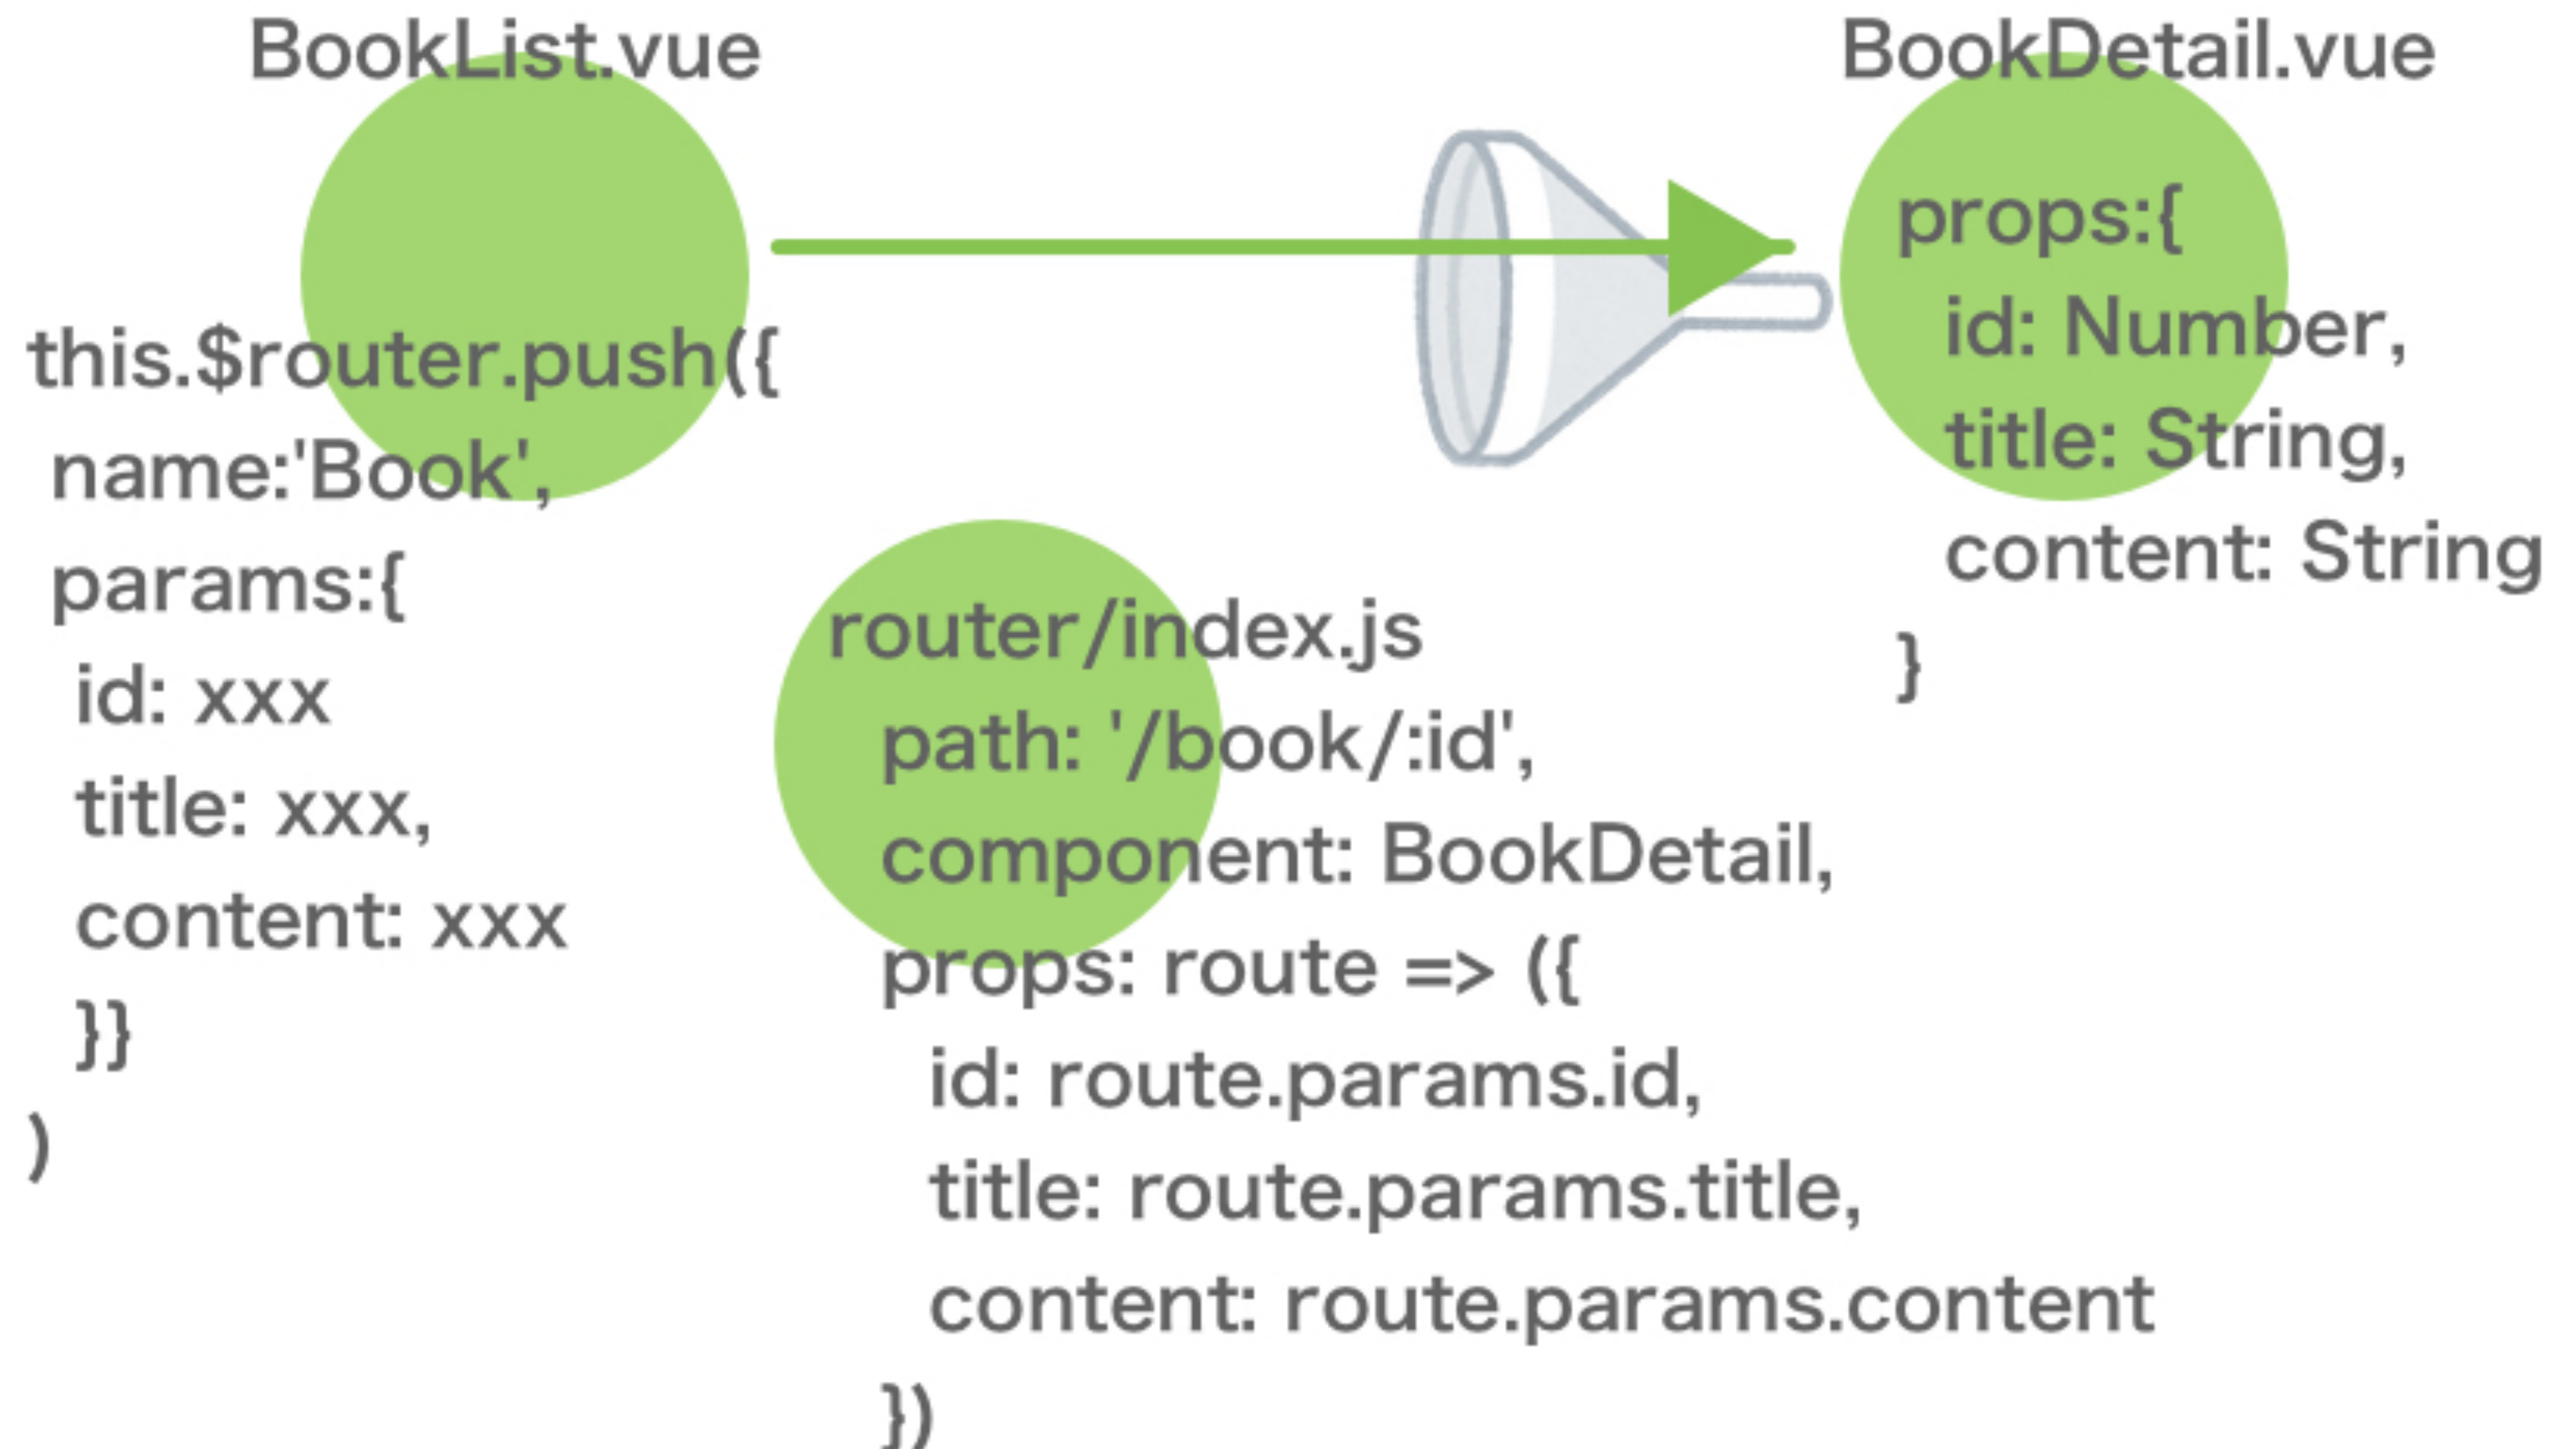 BookList.vue
this.$router.push({
name:'Book',
params:{
id: xxx
title: xxx,
content: xxx
}}
)
router/index.js
path: '/book/:id',
component: BookDetail,
props: route => ({
id: route.params.id,
title: route.params.title,
content: route.params.content
})
BookDetail.vue
props:{
id: Number,
title: String,
content: String
}